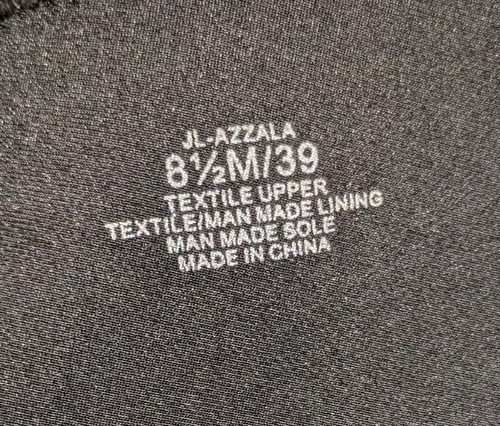 JL-AZZALA
8½M/39
TEXTILE UPPER
TEXTILE/MAN MADE LINING
MAN MADE SOLE
MADE IN CHINA